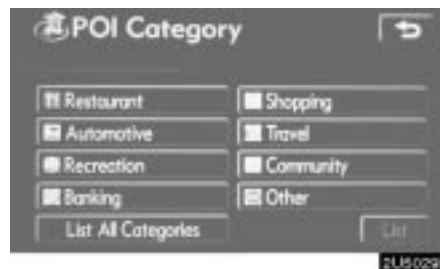 POI Category
Restaurant
Shopping
Automotive
Travel
Recreation
Community
Banking
Other
List All Categories
List
2U5029